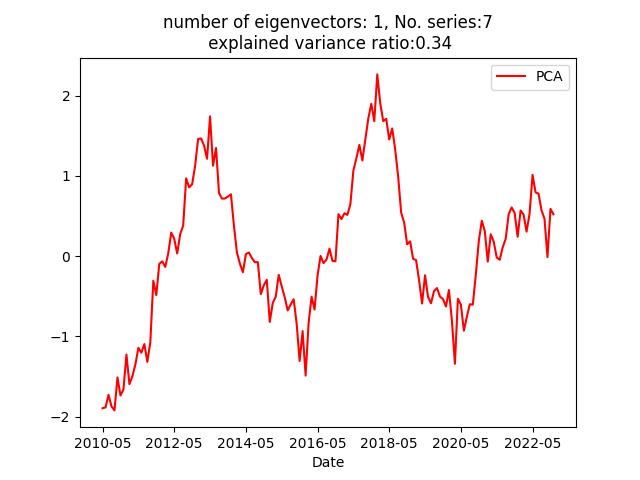 number of eigenvectors: 1, No. series:7
explained variance ratio:0.34
PCA
2
1
0
−1
−2
2010-05 2012-05 2014-05 2016-05 2018-05 2020-05 2022-05
Date